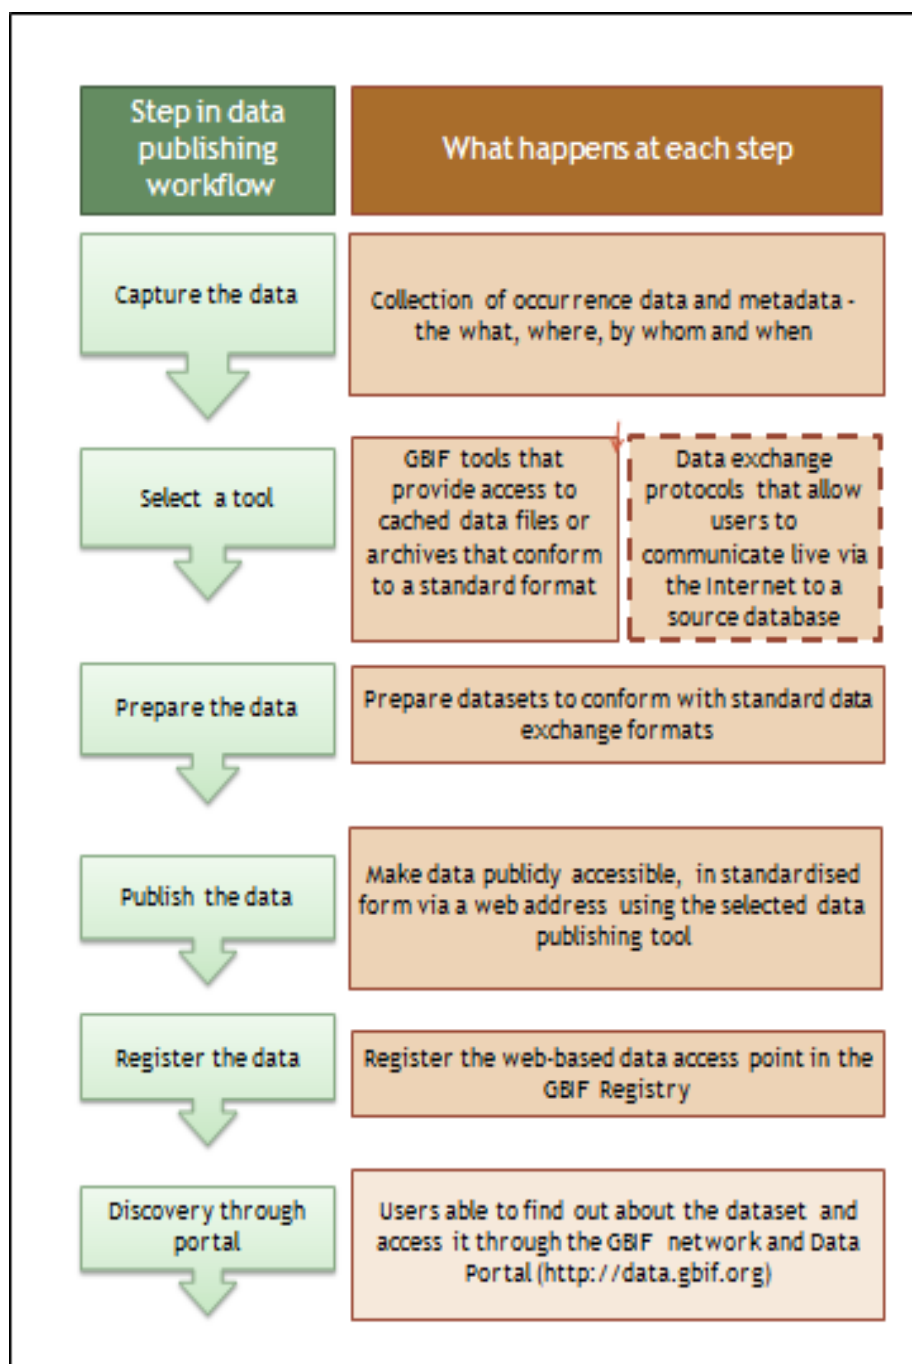 Step in data
publishing
workflow
What happens at each step
Capture the data
Collection of occurrence data and metadata -
the what, where, by whom and when
Select a tool
GBIF tools that
provide access to
cached data files or
archives that conform
to a standard format
Data exchange
protocols that allow
users to
communicate live via
the Internet to a
source database
Prepare the data
Prepare datasets to conform with standard data
exchange formats
Publish the data
Make data publicly accessible, in standardised
form via a web address using the selected data
publishing tool
Register the data
Register the web-based data access point in the
GBIF Registry
Discovery through
portal
Users able to find out about the dataset and
access it through the GBIF network and Data
Portal (http://data.gbif.org)